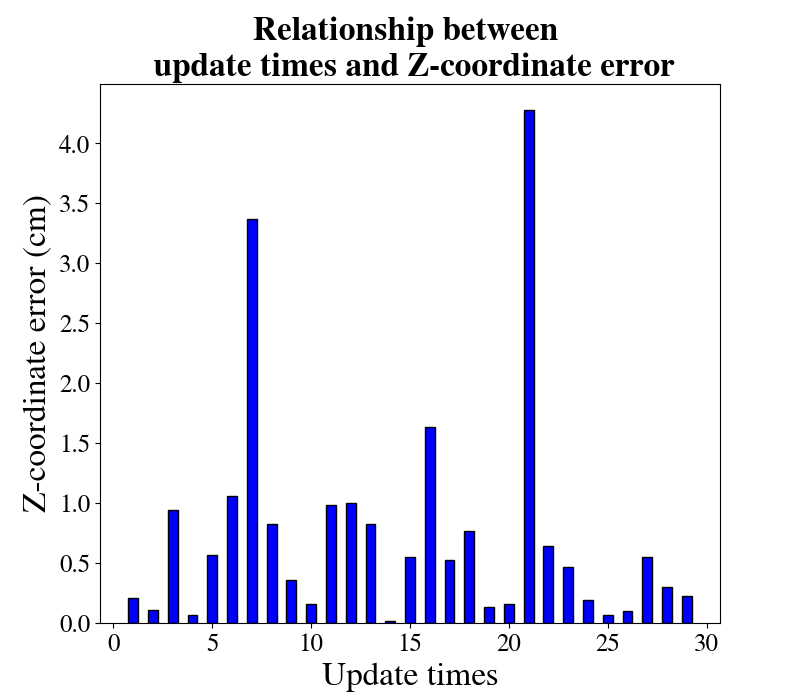 Relationship between
update times and Z-coordinate error
Z-coordinate error (cm)
4.0
3.5
3.0
2.5
2.0
1.5
1.0
0.5
0.0
0 5 10 15 20 25 30
Update times